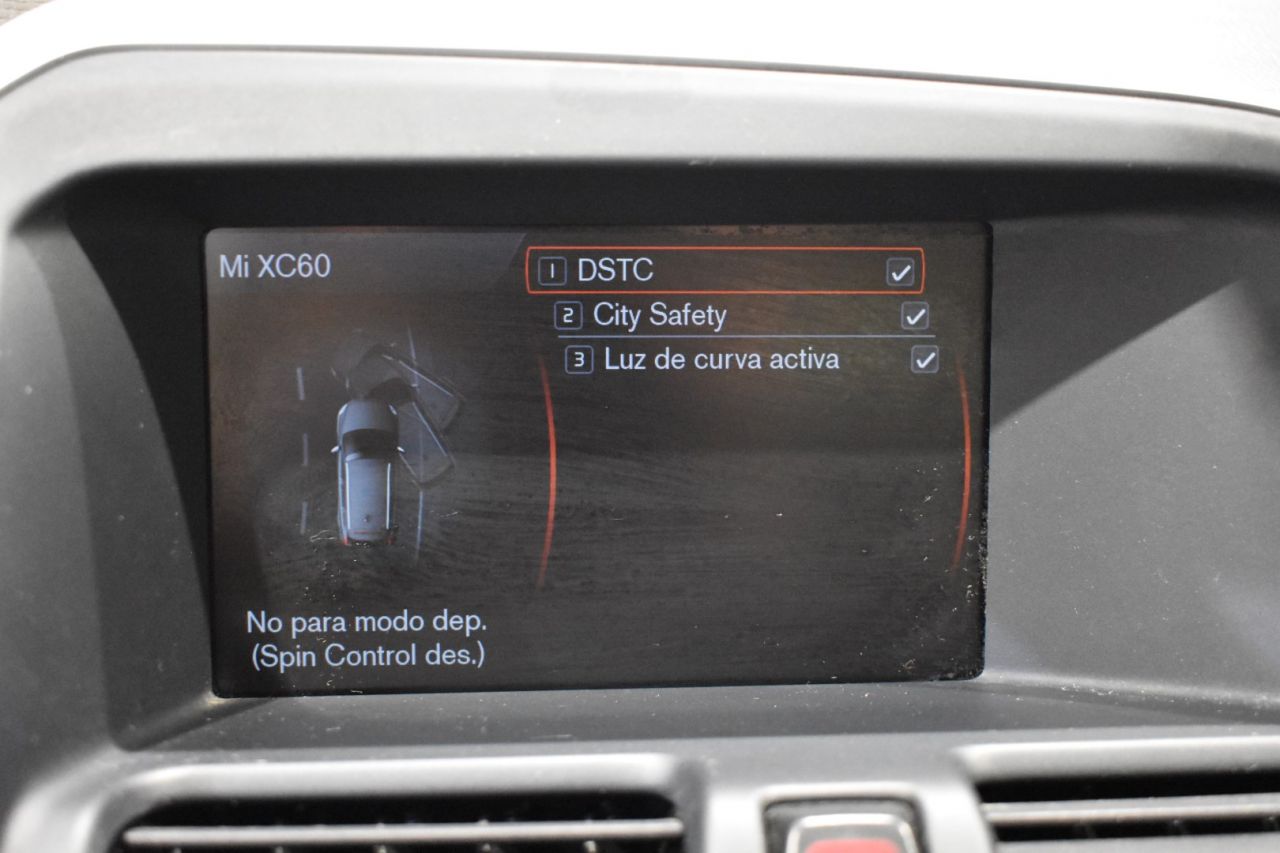 Mi XC60
1 DSTC
2 City Safety
3 Luz de curva activa
No para modo dep.
(Spin Control des.)